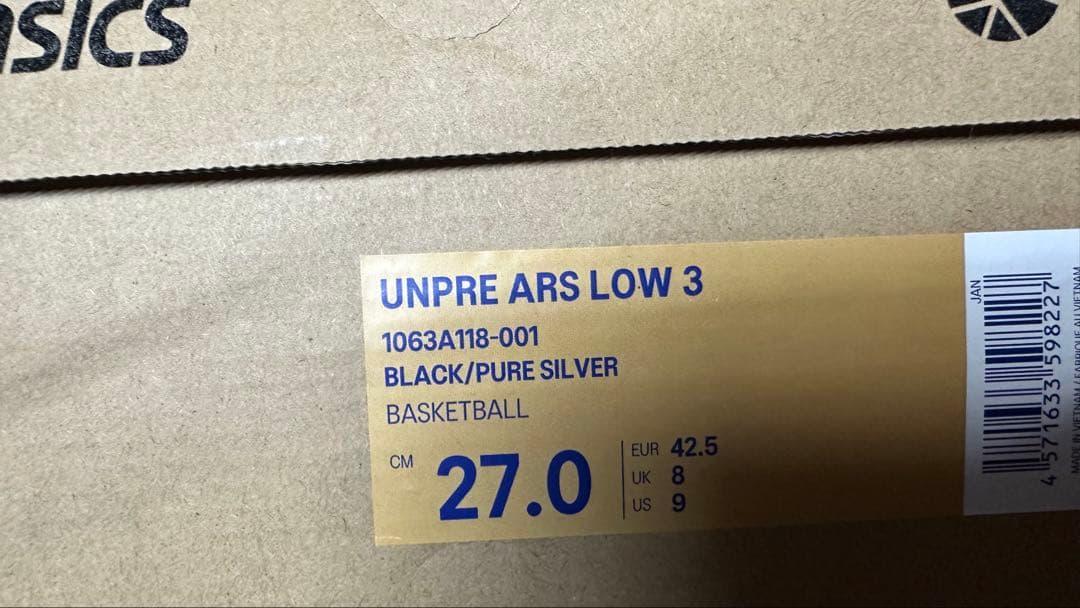 asics
UNPRE ARS LOW 3
1063A118-001
BLACK/PURE SILVER
BASKETBALL
CM 27.0
EUR 42.5
UK 8
US 9
JAN
4 571633 598227
MADE IN VIETNAM / FABRIQUÉ AU VIETNAM